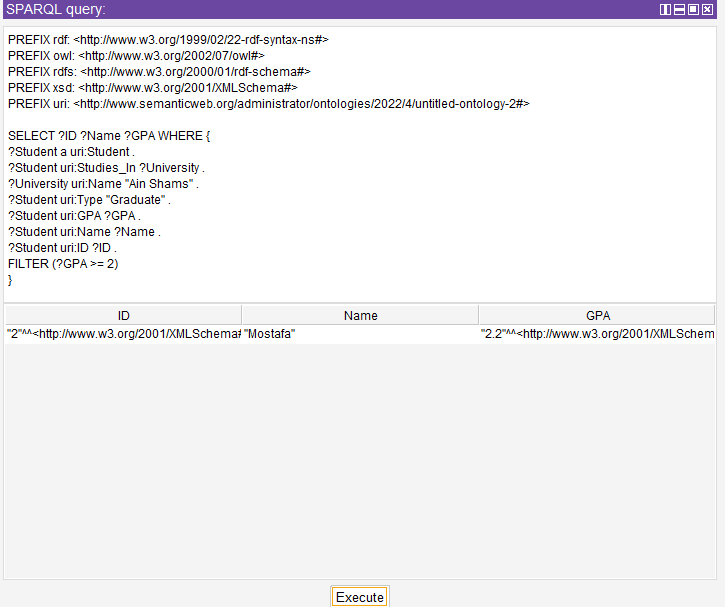 SPARQL query:
PREFIX rdf: <http://www.w3.org/1999/02/22-rdf-syntax-ns#>
PREFIX owl: <http://www.w3.org/2002/07/owl#>
PREFIX rdfs: <http://www.w3.org/2000/01/rdf-schema#>
PREFIX xsd: <http://www.w3.org/2001/XMLSchema#>
PREFIX uri: <http://www.semanticweb.org/administrator/ontologies/2022/4/untitled-ontology-2#>
SELECT ?ID ?Name ?GPA WHERE {
?Student a uri:Student .
?Student uri:Studies_In ?University .
?University uri:Name "Ain Shams" .
?Student uri:Type "Graduate" .
?Student uri:GPA ?GPA .
?Student uri:Name ?Name .
?Student uri:ID ?ID .
FILTER (?GPA >= 2)
}
ID Name GPA
"2"^^<http://www.w3.org/2001/XMLSchema# "Mostafa" "2.2"^^<http://www.w3.org/2001/XMLSchem
Execute